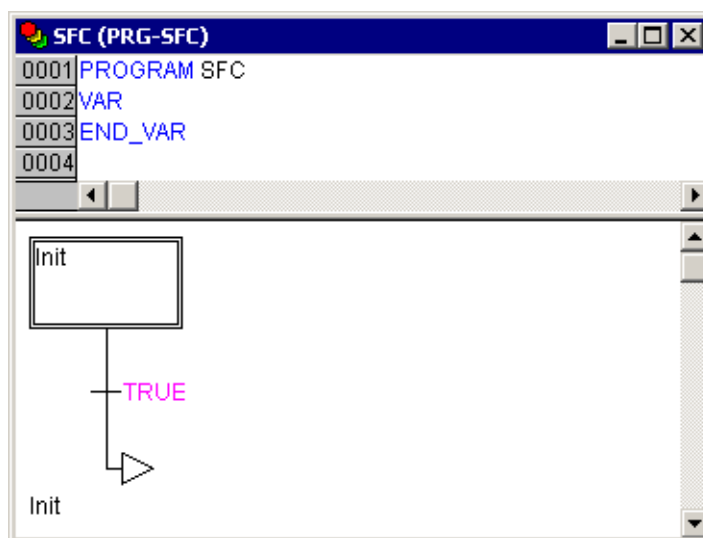 SFC (PRG-SFC)
0001 PROGRAM SFC
0002 VAR
0003 END_VAR
0004
Init
TRUE
Init